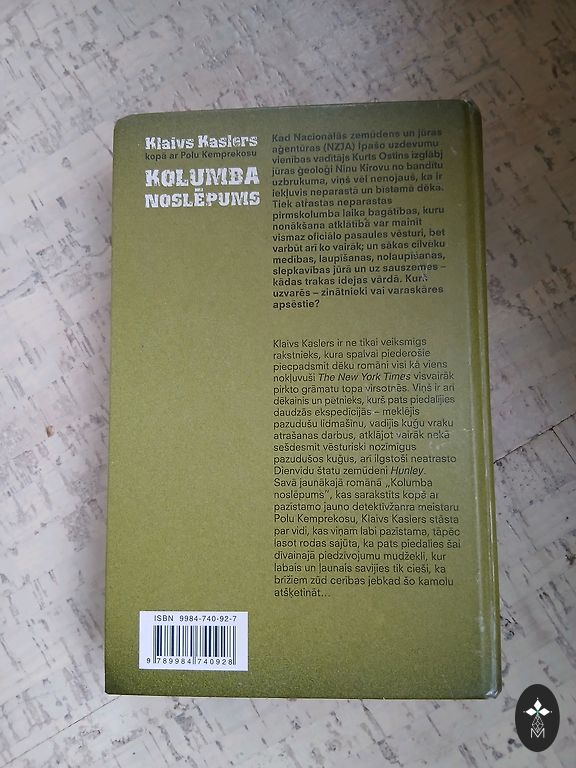 Klaivs Kaslers
kopā ar Polu Kemprekosu
KOLUMBA
NOSLĒPUMS
Kad Nacionālās zemūdens un jūras
aģentūras (NZJA) Īpašo uzdevumu
vienības vadītājs Kurts Ostins izglābj
jūras ģeoloģi Ninu Kirovu no bandītu
uzbrukuma, viņš vēl nenojauš, ka ir
iekļuvis neparastā un bīstamā dēkā.
Tiek atrastas neparastas
pirmskolumba laika bagātības, kuru
nonākšana atklātībā var mainīt
vismaz oficiālo pasaules vēsturi, bet
varbūt arī ko vairāk; un sākas cilvēku
medības, laupīšanas, nolaupīšanas,
slepkavības jūrā un uz sauszemes –
kādas trakas idejas vārdā. Kurš
uzvarēs – zinātnieki vai varaskāres
apsēstie?
Klaivs Kaslers ir ne tikai veiksmīgs
rakstnieks, kura spalvai piederošie
piecpadsmit dēku romāni visi kā viens
nokļuvuši The New York Times visvairāk
pirkto grāmatu topa virsotnēs. Viņš ir arī
dēkainis un pētnieks, kurš pats piedalījies
daudzās ekspedīcijās – meklējis
pazudušu lidmašīnu, vadījis kuģu vraku
atrašanas darbus, atklājot vairāk nekā
sešdesmit vēsturiski nozīmīgus
pazudušos kuģus, arī ilgstoši neatrasto
Dienvidu štatu zemūdeni Hunley.
Savā jaunākajā romānā „Kolumba
noslēpums”, kas sarakstīts kopā ar
pazīstamo jauno detektīvžanra meistaru
Polu Kemprekosu, Klaivs Kaslers stāsta
par vidi, kas viņam labi pazīstama, tāpēc
lasot rodas sajūta, ka pats piedalies šai
dīvainajā piedzīvojumu mudžeklī, kur
labais un ļaunais savijies tik cieši, ka
brīžiem zūd cerības jebkad šo kamolu
atšķetināt...
ISBN 9984-740-92-7
9 789984 740928
M